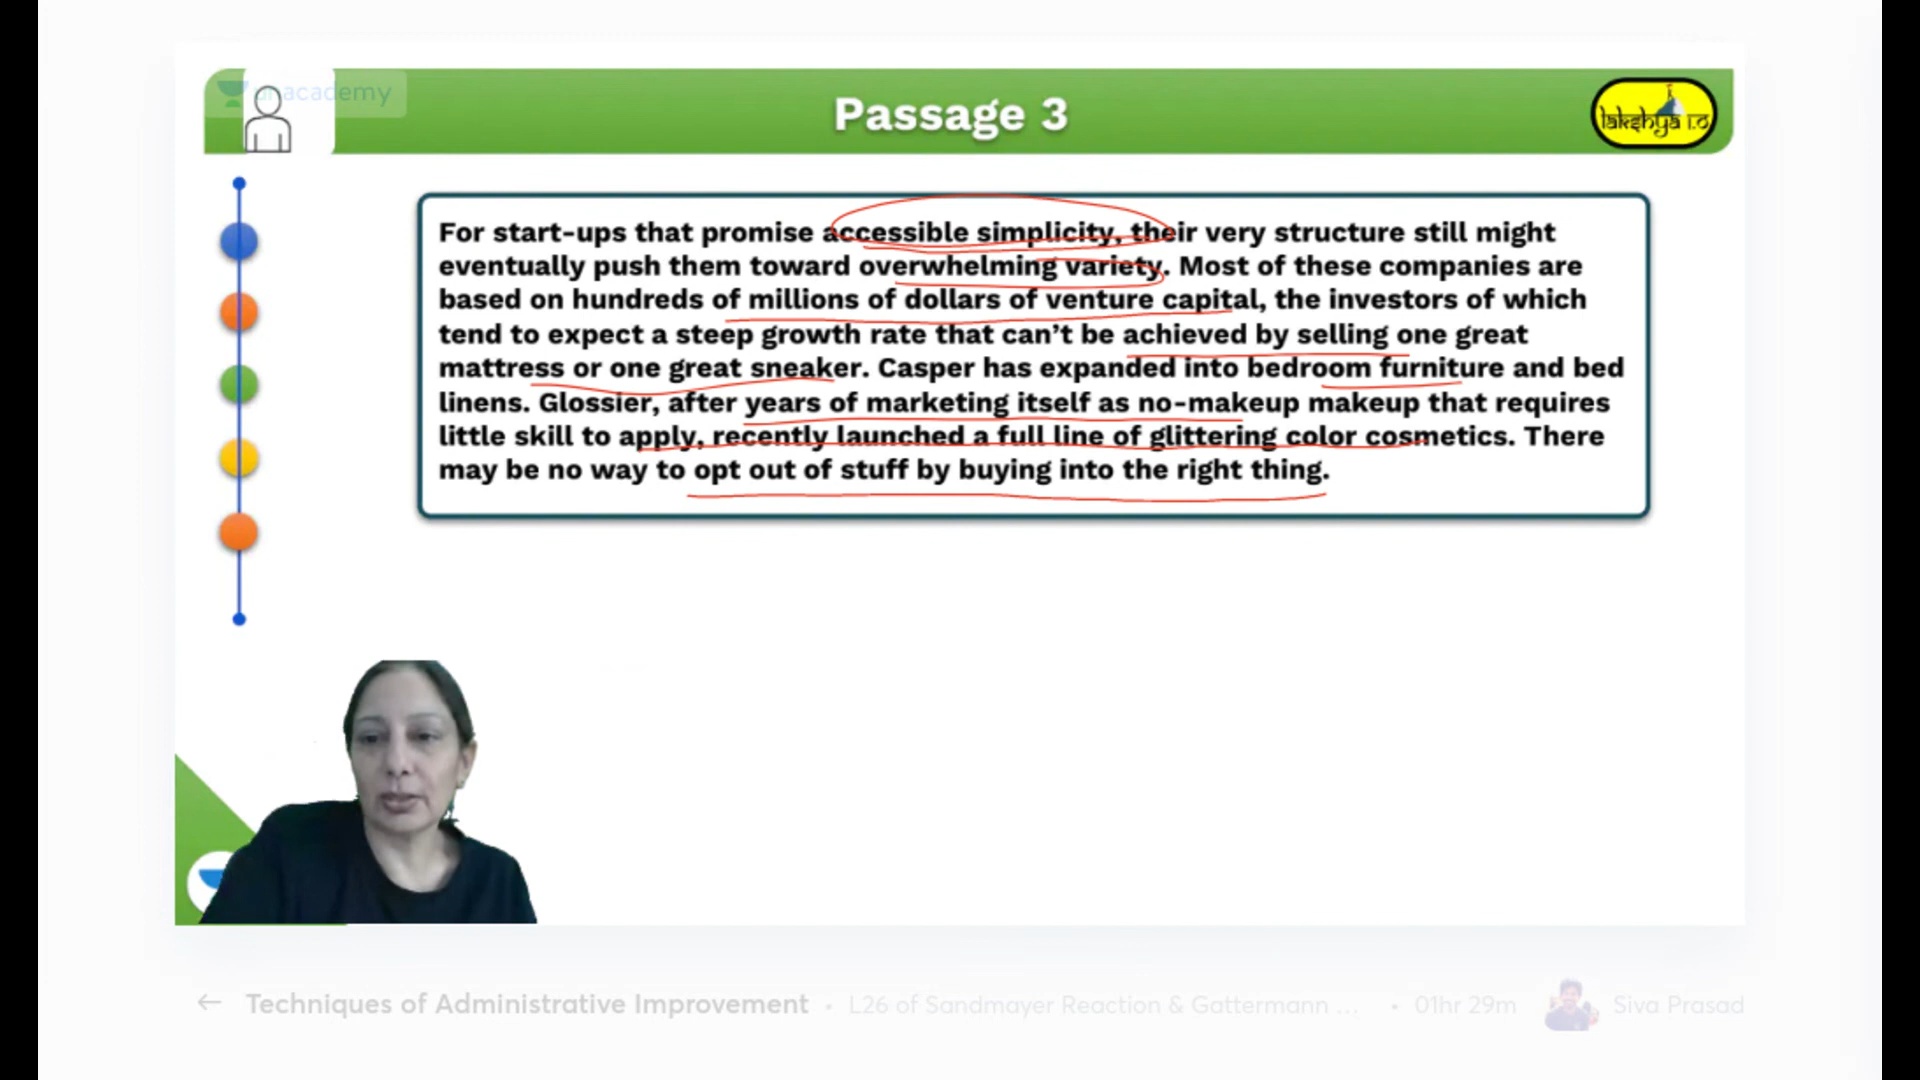 unacademy
Passage 3
lakshya 1.0
For start-ups that promise accessible simplicity, their very structure still might
eventually push them toward overwhelming variety. Most of these companies are
based on hundreds of millions of dollars of venture capital, the investors of which
tend to expect a steep growth rate that can’t be achieved by selling one great
mattress or one great sneaker. Casper has expanded into bedroom furniture and bed
linens. Glossier, after years of marketing itself as no-makeup makeup that requires
little skill to apply, recently launched a full line of glittering color cosmetics. There
may be no way to opt out of stuff by buying into the right thing.
Techniques of Administrative Improvement • L26 of Sandmayer Reaction & Gattermann ... • 01hr 29m Siva Prasad